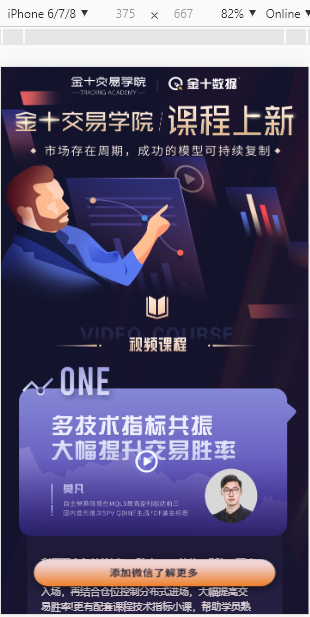 iPhone 6/7/8 ▼ 375 × 667 82% ▼ Online ▼
金十交易学院 | 金十数据
TRADING ACADEMY
金十交易学院 / 课程上新
市场存在周期，成功的模型可持续复制
VIDEO COURSE
视频课程
ONE
多技术指标共振
大幅提升交易胜率
莫凡
添加微信了解更多
入场，再结合仓位控制分布式进场，大幅提高交
易胜率!更有配套课程技术指标小课，帮助学员熟